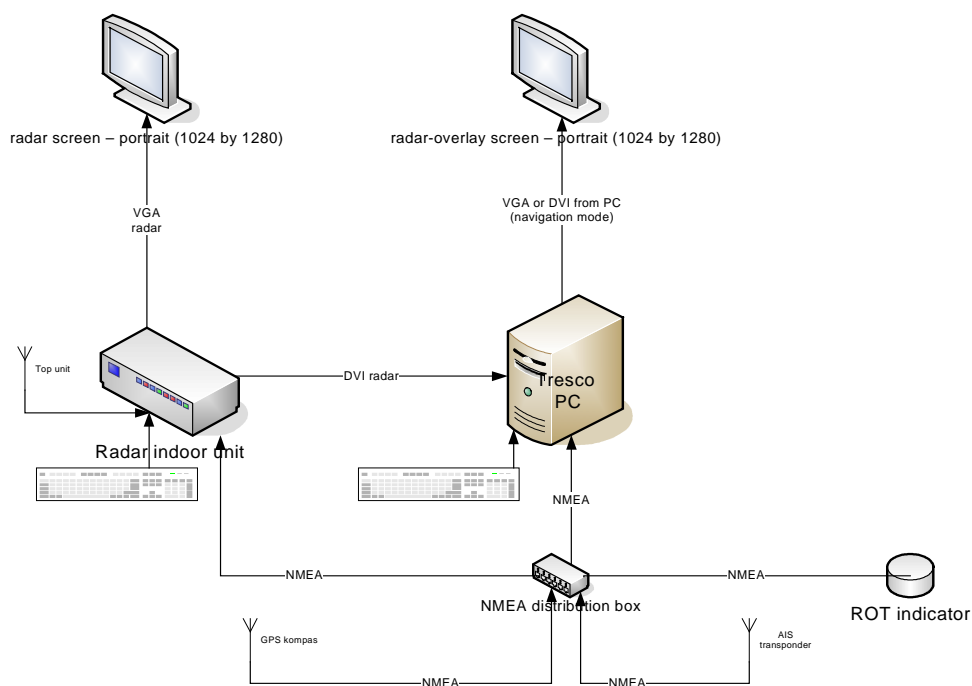 radar screen – portrait (1024 by 1280)
radar-overlay screen – portrait (1024 by 1280)
VGA
radar
VGA or DVI from PC
(navigation mode)
Top unit
DVI radar
Tresco
PC
Radar indoor unit
NMEA
NMEA
NMEA
NMEA distribution box
ROT indicator
GPS kompas
AIS
transponder
NMEA
NMEA